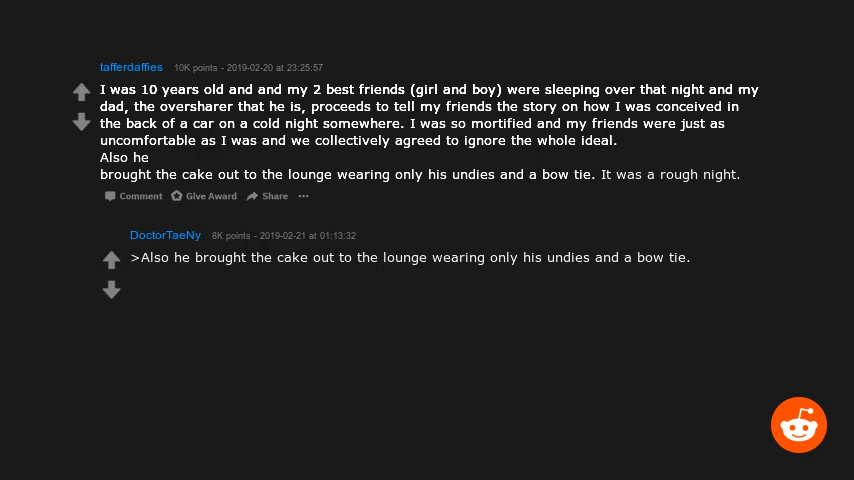 tafferdaffies 10K points - 2019-02-20 at 23:25:57
I was 10 years old and and my 2 best friends (girl and boy) were sleeping over that night and my
dad, the oversharer that he is, proceeds to tell my friends the story on how I was conceived in
the back of a car on a cold night somewhere. I was so mortified and my friends were just as
uncomfortable as I was and we collectively agreed to ignore the whole ideal.
Also he
brought the cake out to the lounge wearing only his undies and a bow tie. It was a rough night.
Comment Give Award Share ···
DoctorTaeNy 8K points - 2019-02-21 at 01:13:32
>Also he brought the cake out to the lounge wearing only his undies and a bow tie.